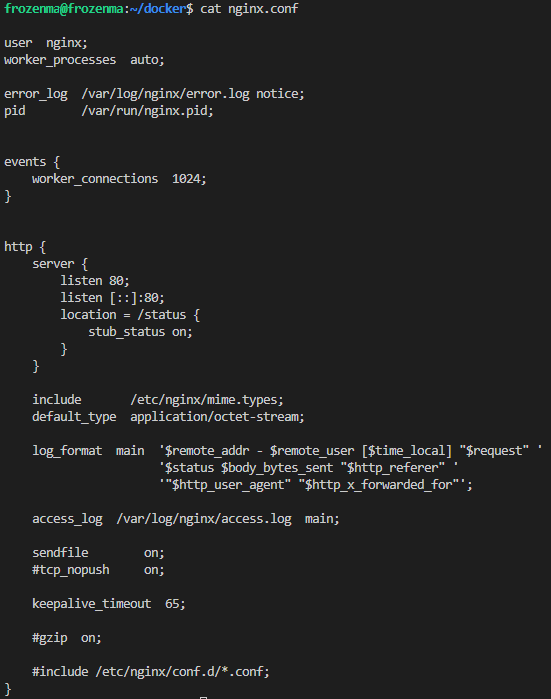 frozenma@frozenma:~/docker$ cat nginx.conf
user  nginx;
worker_processes  auto;
error_log  /var/log/nginx/error.log notice;
pid        /var/run/nginx.pid;
events {
    worker_connections  1024;
}
http {
    server {
        listen 80;
        listen [::]:80;
        location = /status {
            stub_status on;
        }
    }
    include       /etc/nginx/mime.types;
    default_type  application/octet-stream;
    log_format  main  '$remote_addr - $remote_user [$time_local] "$request" '
                      '$status $body_bytes_sent "$http_referer" '
                      '"$http_user_agent" "$http_x_forwarded_for"';
    access_log  /var/log/nginx/access.log  main;
    sendfile        on;
    #tcp_nopush     on;
    keepalive_timeout  65;
    #gzip  on;
    #include /etc/nginx/conf.d/*.conf;
}